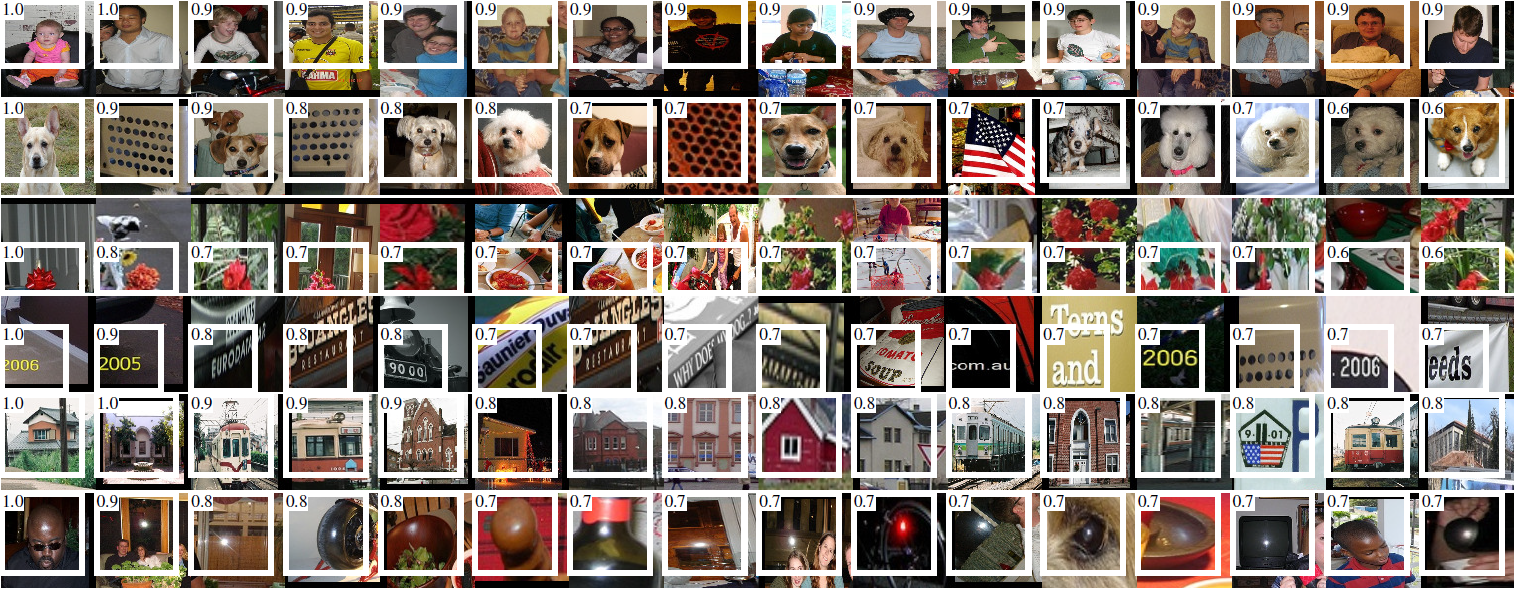 1.0 1.0 0.9 0.9 0.9 0.9 0.9 0.9 0.9 0.9 0.9 0.9 0.9 0.9 0.9 0.9
1.0 0.9 0.9 0.8 0.8 0.8 0.7 0.7 0.7 0.7 0.7 0.7 0.7 0.7 0.6 0.6
1.0 0.8 0.7 0.7 0.7 0.7 0.7 0.7 0.7 0.7 0.7 0.7 0.7 0.7 0.6 0.6
1.0 0.9 0.8 0.8 0.8 0.7 0.7 0.7 0.7 0.7 0.7 0.7 0.7 0.7 0.7 0.7
2006
2005
EURODATA
RESTAURANT
9000
saunier Duv
RESTAURANT
WHY DOE
TOMATO
SOUP
com.au
Terns
and
2006
2006
eeds
1.0 1.0 0.9 0.9 0.9 0.8 0.8 0.8 0.8 0.8 0.8 0.8 0.8 0.8 0.8 0.8
9-11-01
1.0 0.9 0.8 0.8 0.8 0.7 0.7 0.7 0.7 0.7 0.7 0.7 0.7 0.7 0.7 0.7